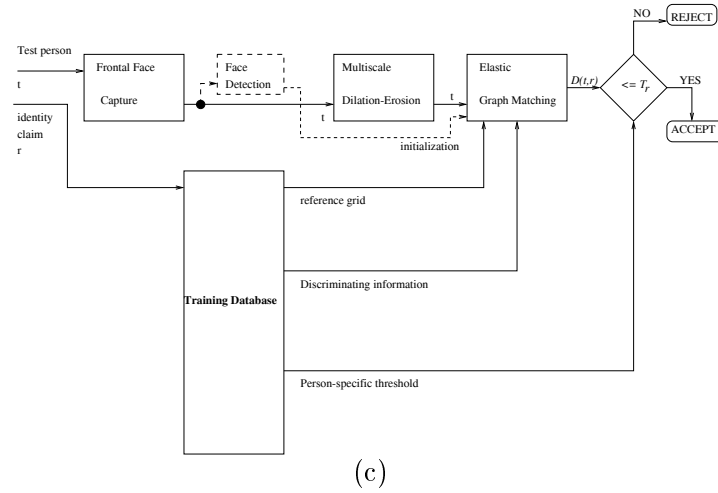 NO
REJECT
Test person
t
Frontal Face
Capture
Face
Detection
Multiscale
Dilation-Erosion
Elastic
Graph Matching
D(t,r)
<= Tr
YES
ACCEPT
t
t
identity
claim
r
initialization
reference grid
Discriminating information
Training Database
Person-specific threshold
(c)